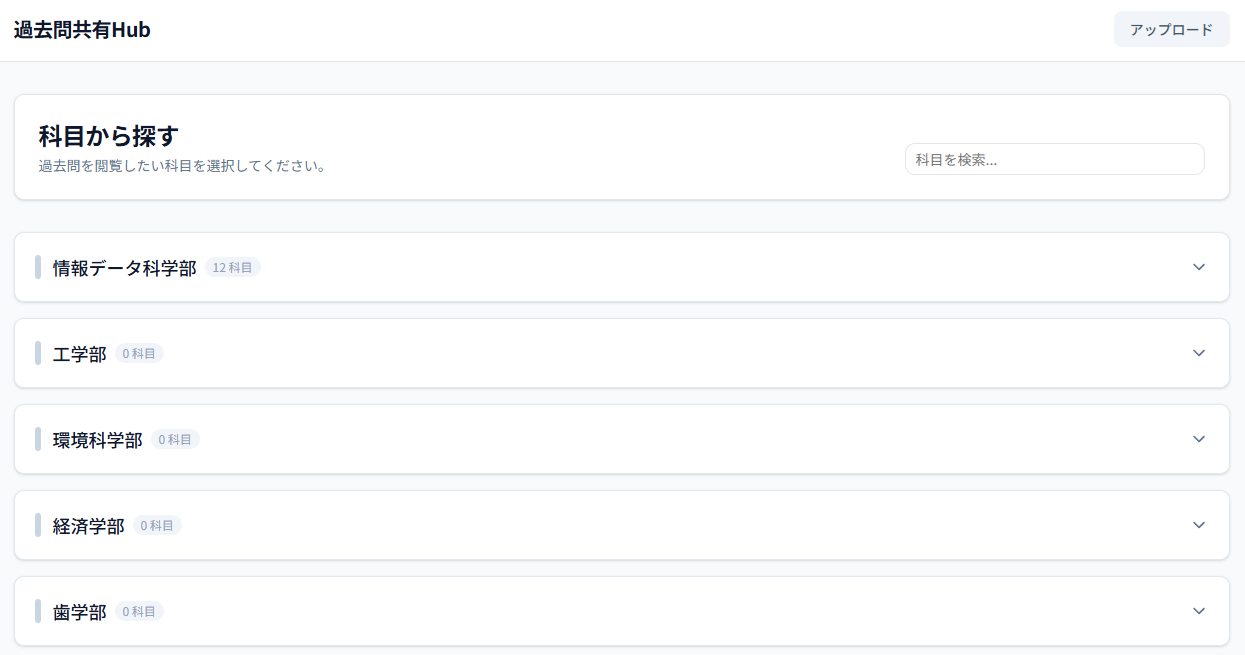 過去問共有Hub
アップロード
科目から探す
過去問を閲覧したい科目を選択してください。
科目を検索...
情報データ科学部 12 科目
工学部 0 科目
環境科学部 0 科目
経済学部 0 科目
歯学部 0 科目